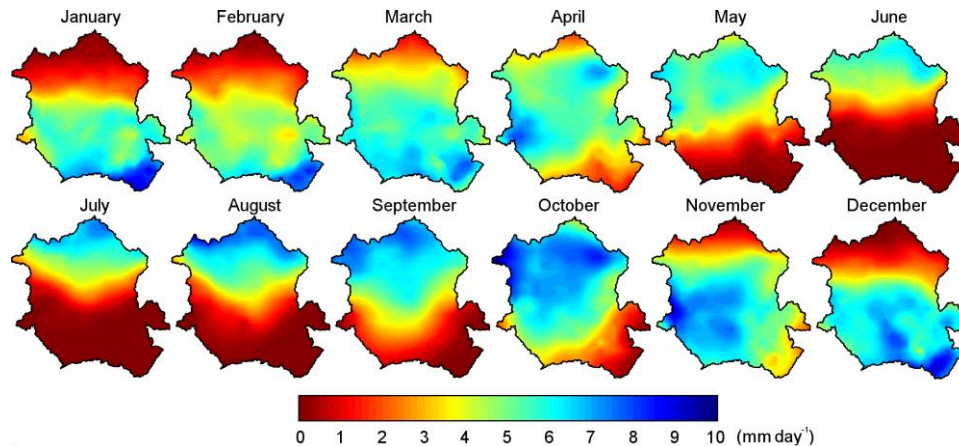 January February March April May June
July August September October November December
0 1 2 3 4 5 6 7 8 9 10 (mm day⁻¹)